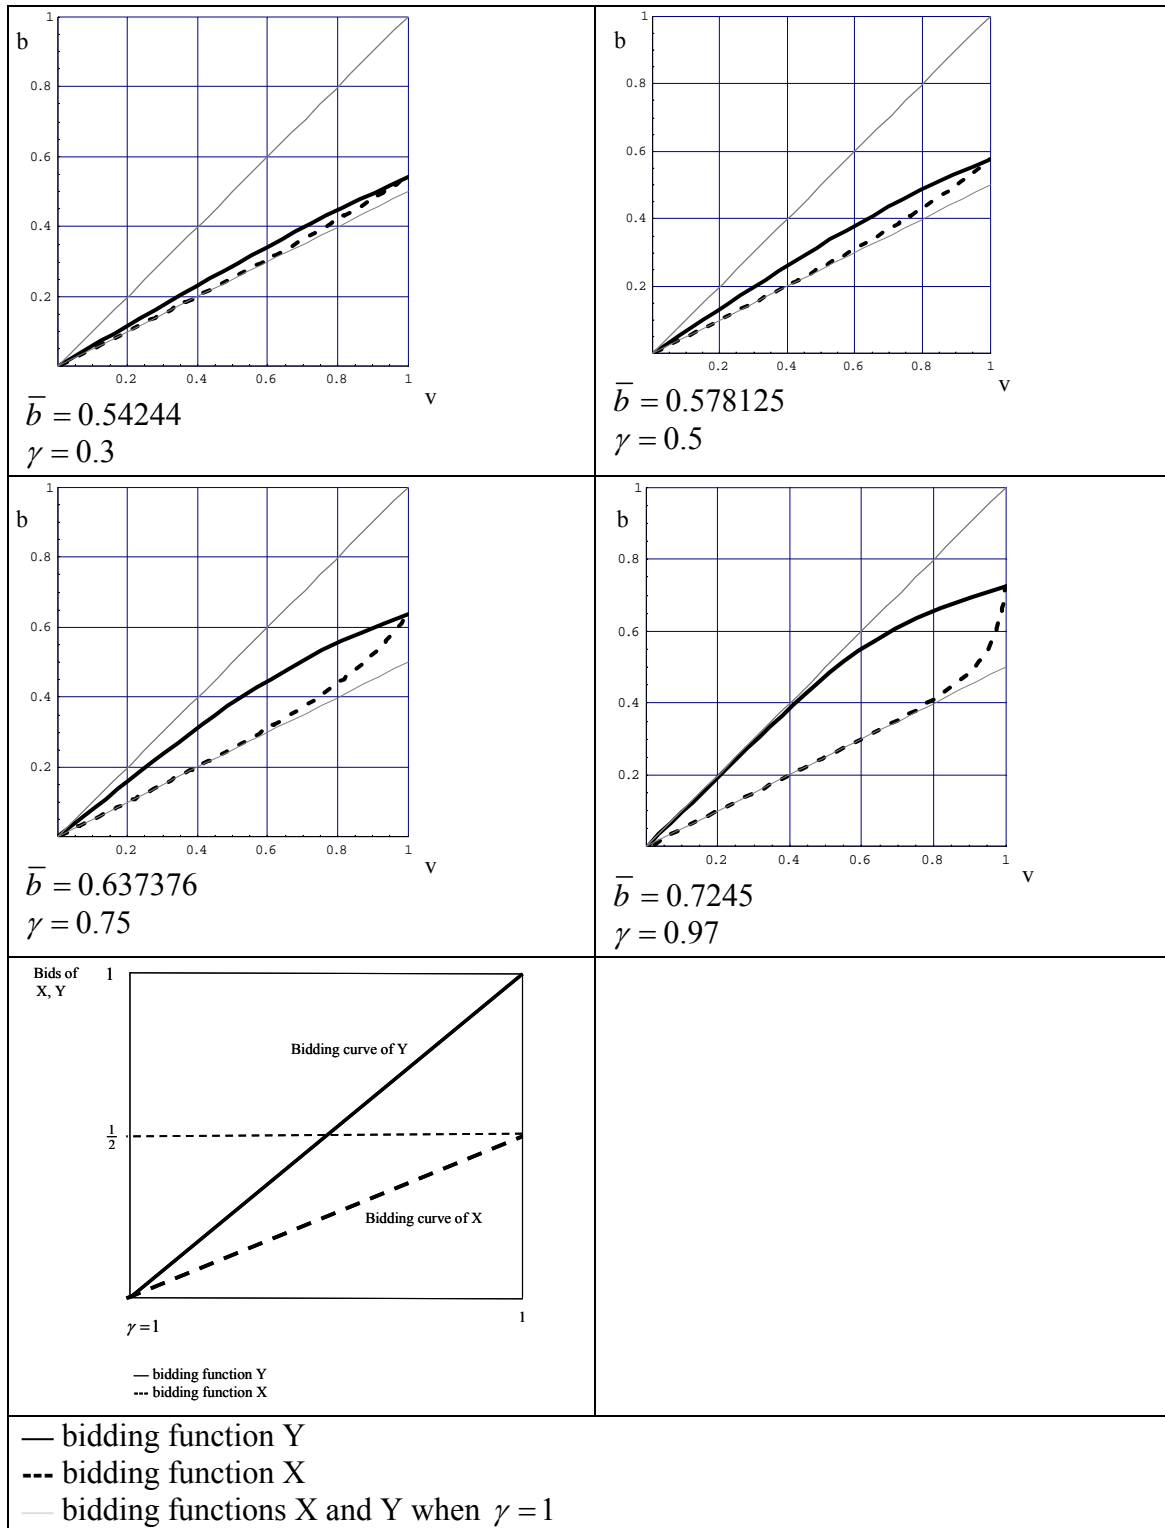 1
b
0.8
0.6
0.4
0.2
0.2 0.4 0.6 0.8 1
v
b̅ = 0.54244
γ = 0.3
1
b
0.8
0.6
0.4
0.2
0.2 0.4 0.6 0.8 1
v
b̅ = 0.578125
γ = 0.5
1
b
0.8
0.6
0.4
0.2
0.2 0.4 0.6 0.8 1
v
b̅ = 0.637376
γ = 0.75
1
b
0.8
0.6
0.4
0.2
0.2 0.4 0.6 0.8 1
v
b̅ = 0.7245
γ = 0.97
Bids of 1
X, Y
Bidding curve of Y
1/2
Bidding curve of X
1
γ = 1
bidding function Y
bidding function X
bidding function Y
bidding function X
bidding functions X and Y when γ = 1